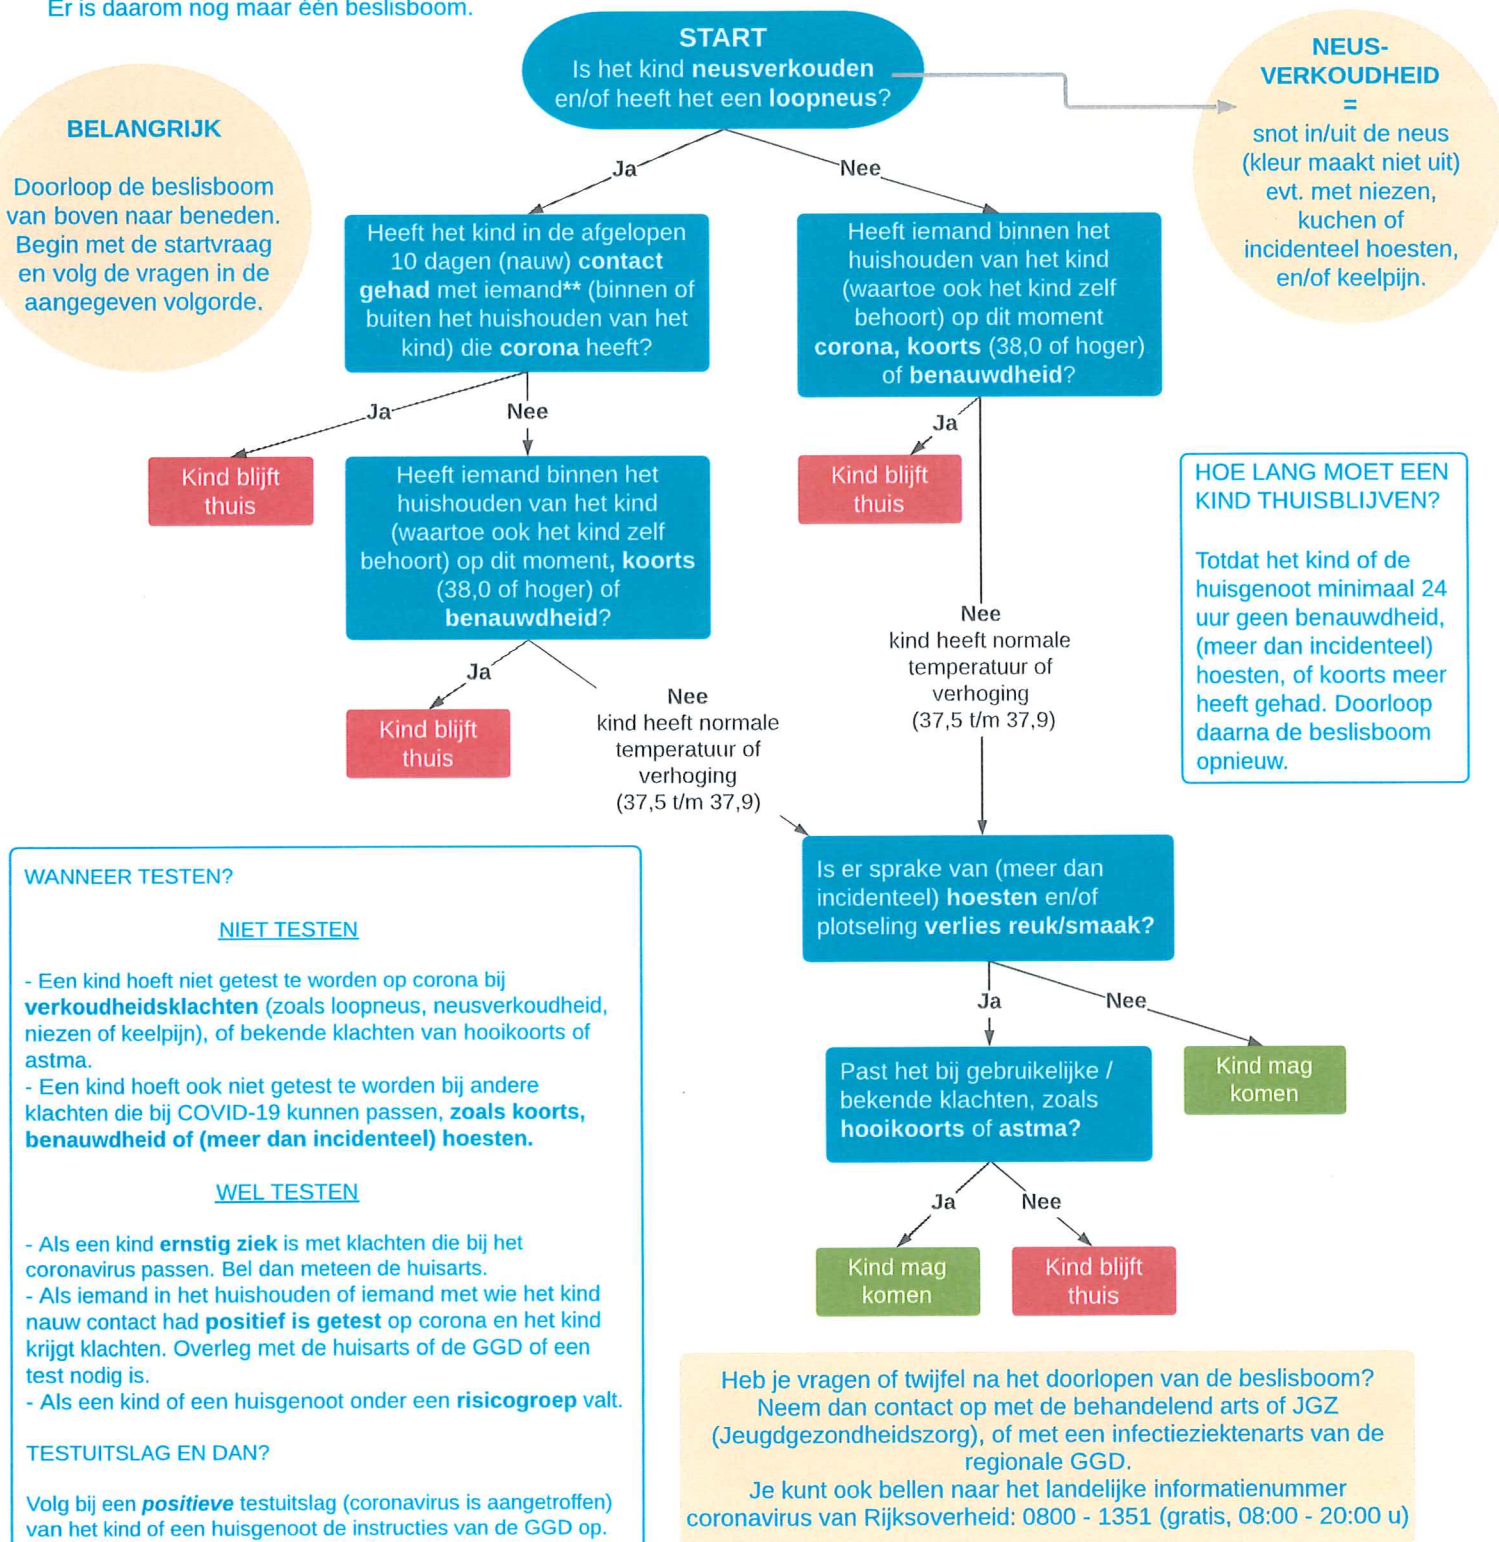 Er is daarom nog maar één beslisboom.
START
Is het kind neusverkouden
en/of heeft het een loopneus?
NEUS-
VERKOUDHEID
=
snot in/uit de neus
(kleur maakt niet uit)
evt. met niezen,
kuchen of
incidenteel hoesten,
en/of keelpijn.
BELANGRIJK
Doorloop de beslisboom
van boven naar beneden.
Begin met de startvraag
en volg de vragen in de
aangegeven volgorde.
Ja
Nee
Heeft het kind in de afgelopen
10 dagen (nauw) contact
gehad met iemand** (binnen of
buiten het huishouden van het
kind) die corona heeft?
Heeft iemand binnen het
huishouden van het kind
(waartoe ook het kind zelf
behoort) op dit moment
corona, koorts (38,0 of hoger)
of benauwdheid?
Ja
Nee
Ja
Kind blijft
thuis
Heeft iemand binnen het
huishouden van het kind
(waartoe ook het kind zelf
behoort) op dit moment, koorts
(38,0 of hoger) of
benauwdheid?
Kind blijft
thuis
HOE LANG MOET EEN
KIND THUISBLIJVEN?
Totdat het kind of de
huisgenoot minimaal 24
uur geen benauwdheid,
(meer dan incidenteel)
hoesten, of koorts meer
heeft gehad. Doorloop
daarna de beslisboom
opnieuw.
Nee
kind heeft normale
temperatuur of
verhoging
(37,5 t/m 37,9)
Ja
Kind blijft
thuis
Nee
kind heeft normale
temperatuur of
verhoging
(37,5 t/m 37,9)
Is er sprake van (meer dan
incidenteel) hoesten en/of
plotseling verlies reuk/smaak?
Ja
Nee
Past het bij gebruikelijke /
bekende klachten, zoals
hooikoorts of astma?
Kind mag
komen
Ja
Nee
Kind mag
komen
Kind blijft
thuis
WANNEER TESTEN?
NIET TESTEN
- Een kind hoeft niet getest te worden op corona bij
verkoudheidsklachten (zoals loopneus, neusverkoudheid,
niezen of keelpijn), of bekende klachten van hooikoorts of
astma.
- Een kind hoeft ook niet getest te worden bij andere
klachten die bij COVID-19 kunnen passen, zoals koorts,
benauwdheid of (meer dan incidenteel) hoesten.
WEL TESTEN
- Als een kind ernstig ziek is met klachten die bij het
coronavirus passen. Bel dan meteen de huisarts.
- Als iemand in het huishouden of iemand met wie het kind
nauw contact had positief is getest op corona en het kind
krijgt klachten. Overleg met de huisarts of de GGD of een
test nodig is.
- Als een kind of een huisgenoot onder een risicogroep valt.
TESTUITSLAG EN DAN?
Volg bij een positieve testuitslag (coronavirus is aangetroffen)
van het kind of een huisgenoot de instructies van de GGD op.
Heb je vragen of twijfel na het doorlopen van de beslisboom?
Neem dan contact op met de behandelend arts of JGZ
(Jeugdgezondheidszorg), of met een infectieziektenarts van de
regionale GGD.
Je kunt ook bellen naar het landelijke informatienummer
coronavirus van Rijksoverheid: 0800 - 1351 (gratis, 08:00 - 20:00 u)